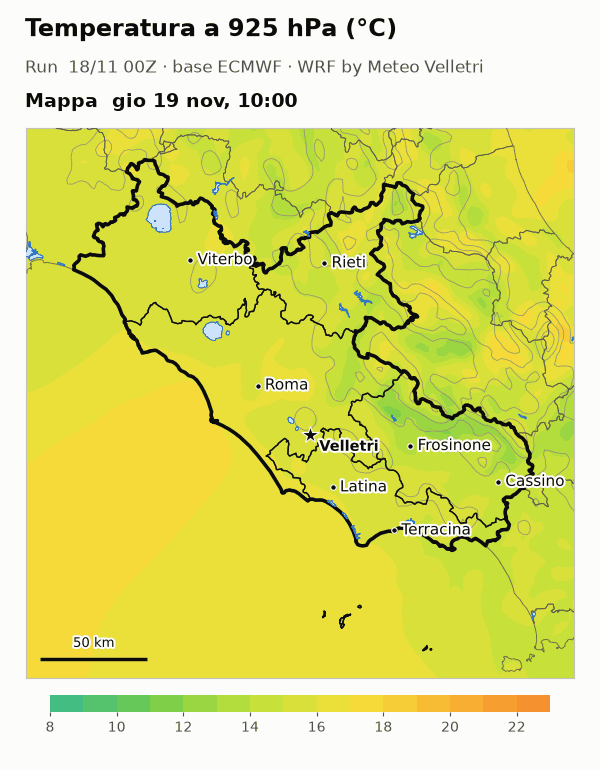 Temperatura a 925 hPa (°C)
Run  18/11 00Z · base ECMWF · WRF by Meteo Velletri
Mappa  gio 19 nov, 10:00
Viterbo
Rieti
Roma
Velletri
Frosinone
Latina
Cassino
Terracina
50 km
8 10 12 14 16 18 20 22